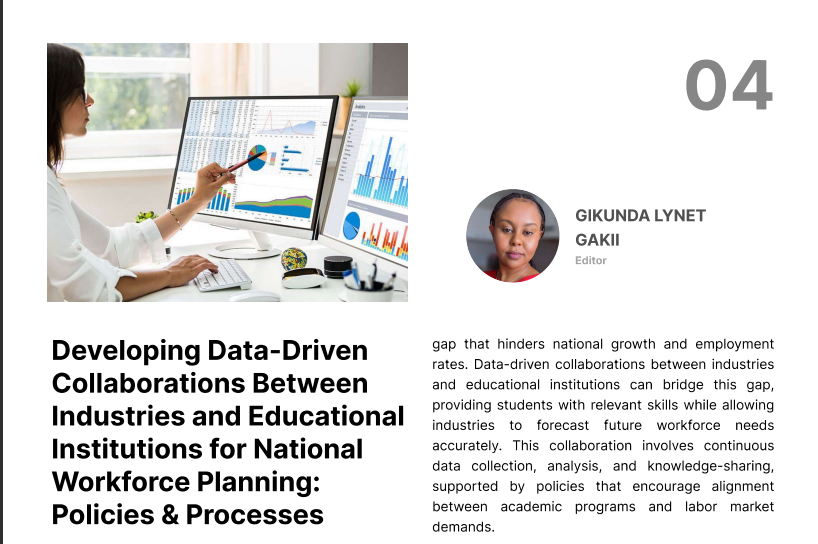 04
GIKUNDA LYNET
GAKII
Editor
Developing Data-Driven
Collaborations Between
Industries and Educational
Institutions for National
Workforce Planning:
Policies & Processes
gap that hinders national growth and employment
rates. Data-driven collaborations between industries
and educational institutions can bridge this gap,
providing students with relevant skills while allowing
industries to forecast future workforce needs
accurately. This collaboration involves continuous
data collection, analysis, and knowledge-sharing,
supported by policies that encourage alignment
between academic programs and labor market
demands.